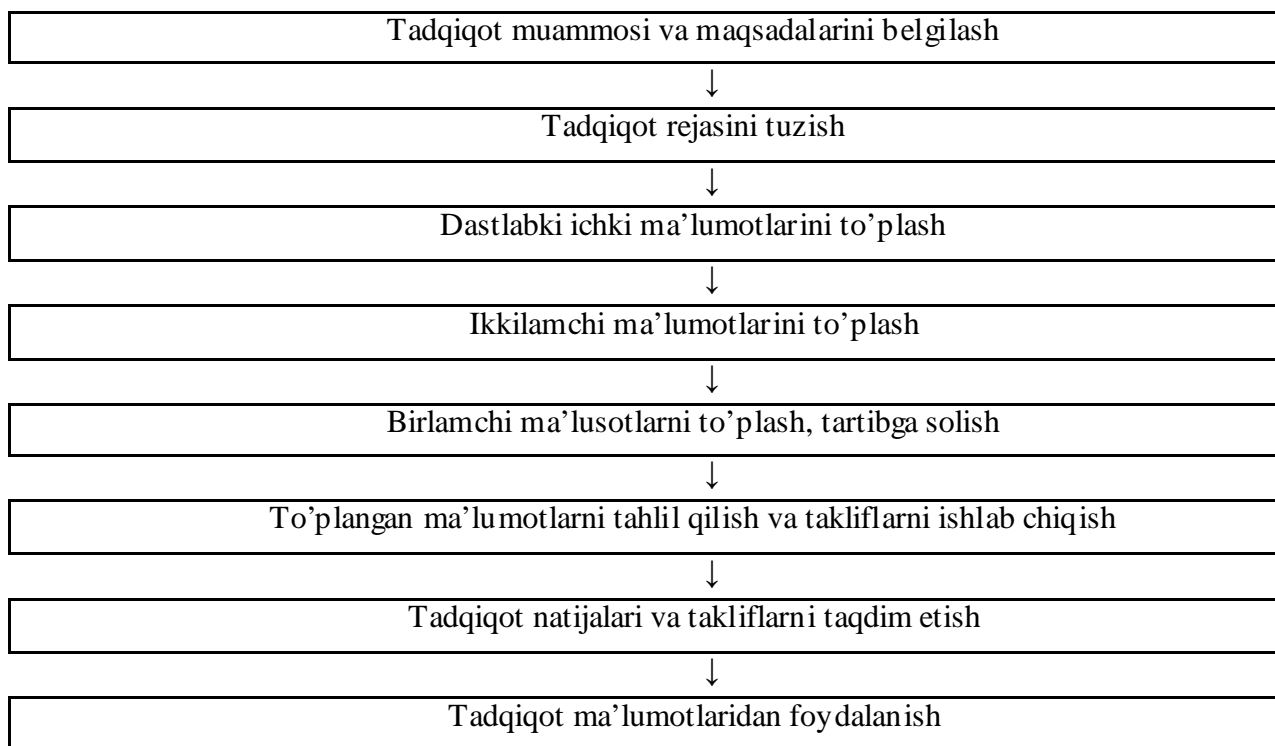 Tadqiqot muammosi va maqsadalarini belgilash
↓
Tadqiqot rejasini tuzish
↓
Dastlabki ichki ma’lumotlarini to’plash
↓
Ikkilamchi ma’lumotlarini to’plash
↓
Birlamchi ma’lusotlarni to’plash, tartibga solish
↓
To’plangan ma’lumotlarni tahlil qilish va takliflarni ishlab chiqish
↓
Tadqiqot natijalari va takliflarni taqdim etish
↓
Tadqiqot ma’lumotlaridan foydalanish